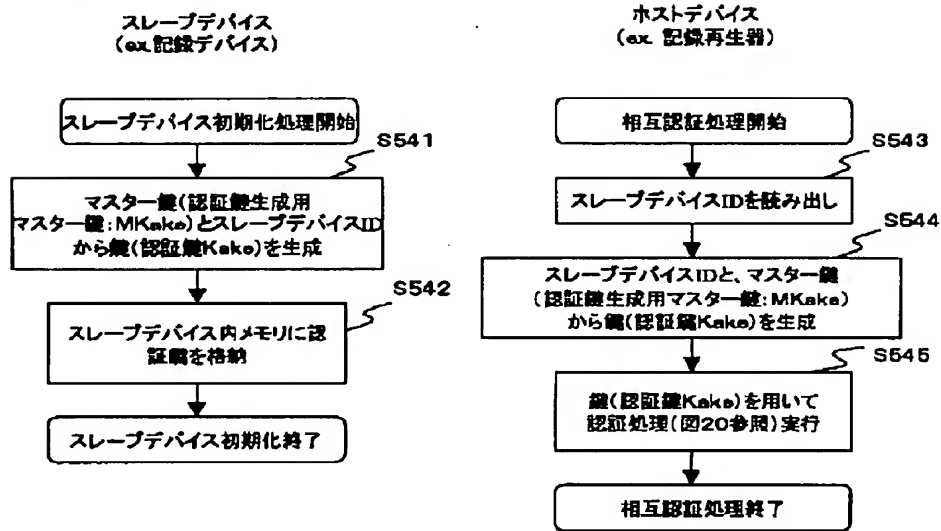 スレーブデバイス
(ex. 記録デバイス)
スレーブデバイス初期化処理開始
S541
マスター鍵(認証鍵生成用
マスター鍵:MKake)とスレーブデバイスID
から鍵(認証鍵Kake)を生成
S542
スレーブデバイス内メモリに認
証鍵を格納
スレーブデバイス初期化終了
ホストデバイス
(ex. 記録再生器)
相互認証処理開始
S543
スレーブデバイスIDを読み出し
S544
スレーブデバイスIDと、マスター鍵
(認証鍵生成用マスター鍵:MKake)
から鍵(認証鍵Kake)を生成
S545
鍵(認証鍵Kake)を用いて
認証処理(図20参照)実行
相互認証処理終了